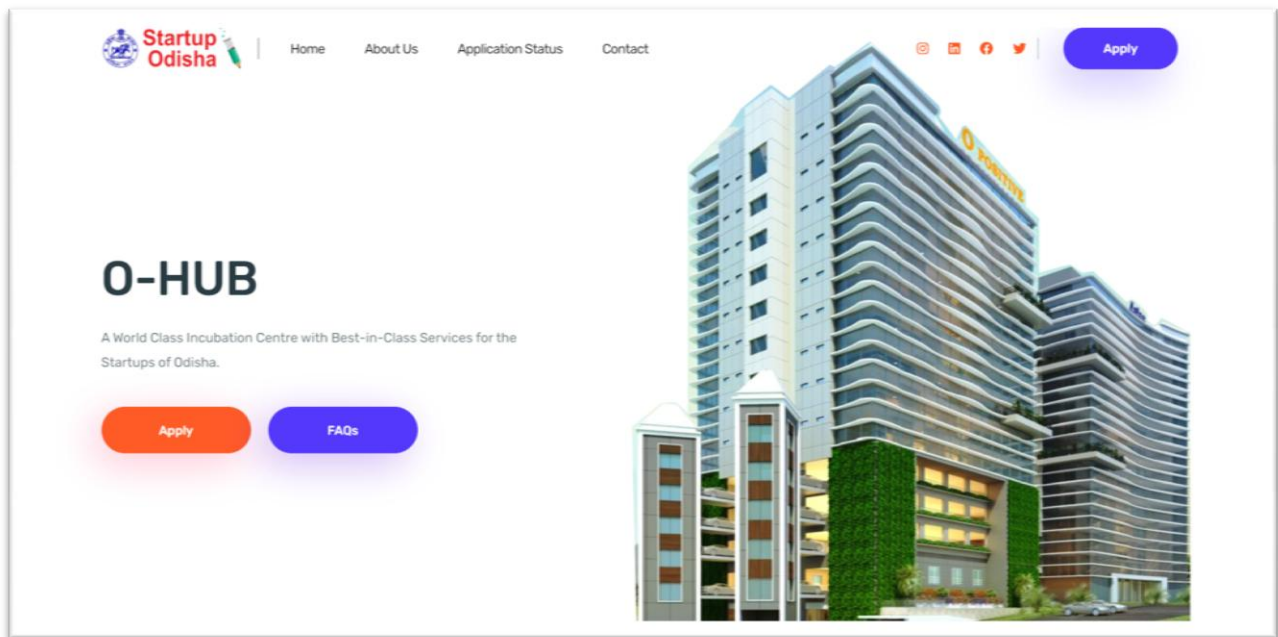 Startup
Odisha
Home
About Us
Application Status
Contact
Apply
O-HUB
A World Class Incubation Centre with Best-in-Class Services for the
Startups of Odisha.
Apply
FAQs
O POSITIVE